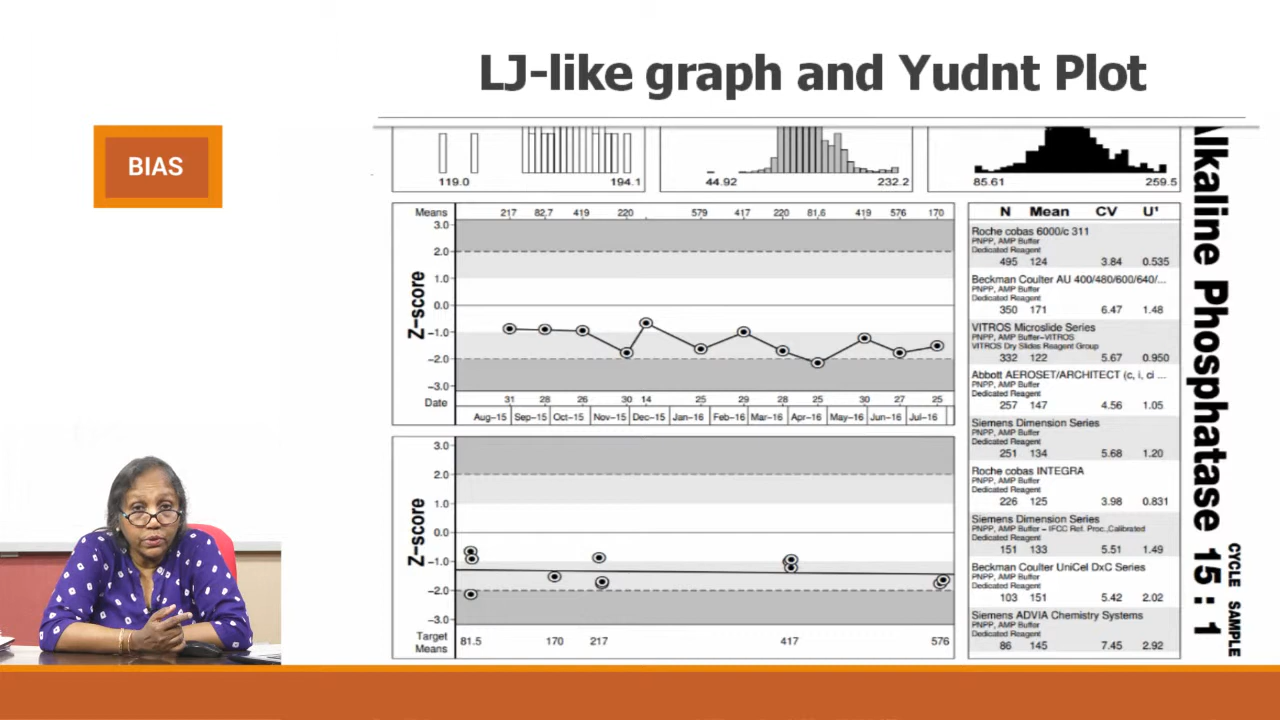 LJ-like graph and Yudnt Plot
BIAS
119.0 194.1
44.92 232.2
85.61 259.5
Means 217 82,7 419 220 579 417 220 81,6 419 576 170
3.0
2.0
1.0
0.0
−1.0
−2.0
−3.0
Z−score
Date 31 28 26 30 14 25 29 28 25 30 27 25
Aug−15 Sep−15 Oct−15 Nov−15 Dec−15 Jan−16 Feb−16 Mar−16 Apr−16 May−16 Jun−16 Jul−16
3.0
2.0
1.0
0.0
−1.0
−2.0
−3.0
Z−score
Target Means 81.5 170 217 417 576
N Mean CV U'
Roche cobas 6000/c 311
PNPP, AMP Buffer
Dedicated Reagent
495 124 3.84 0.535
Beckman Coulter AU 400/480/600/640/...
PNPP, AMP Buffer
Dedicated Reagent
350 171 6.47 1.48
VITROS Microslide Series
PNPP, AMP Buffer−VITROS
VITROS Dry Slides Reagent Group
332 122 5.67 0.950
Abbott AEROSET/ARCHITECT (c, i, ci ...
PNPP, AMP Buffer
Dedicated Reagent
257 147 4.56 1.05
Siemens Dimension Series
PNPP, AMP Buffer
Dedicated Reagent
251 134 5.68 1.20
Roche cobas INTEGRA
PNPP, AMP Buffer
Dedicated Reagent
226 125 3.98 0.831
Siemens Dimension Series
PNPP, AMP Buffer − IFCC Ref. Proc.,Calibrated
Dedicated Reagent
151 133 5.51 1.49
Beckman Coulter UniCel DxC Series
PNPP, AMP Buffer
Dedicated Reagent
103 151 5.42 2.02
Siemens ADVIA Chemistry Systems
PNPP, AMP Buffer
Dedicated Reagent
86 145 7.45 2.92
Alkaline Phosphatase 15 : 1
CYCLE SAMPLE